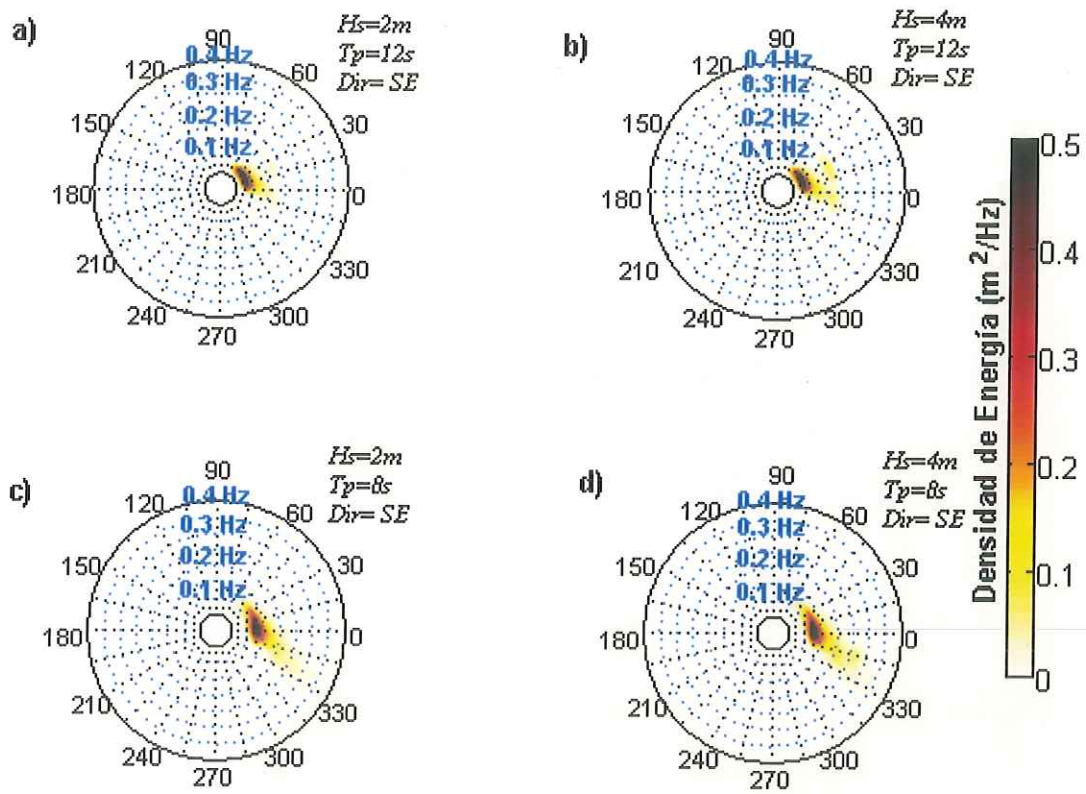 a)
Hs=2m
Tp=12s
Dir= SE
90
0.4 Hz
0.3 Hz
0.2 Hz
0.1 Hz
120
60
150
30
180
0
210
330
240
300
270
b)
Hs=4m
Tp=12s
Dir= SE
90
0.4 Hz
0.3 Hz
0.2 Hz
0.1 Hz
120
60
150
30
180
0
210
330
240
300
270
c)
Hs=2m
Tp=8s
Dir= SE
90
0.4 Hz
0.3 Hz
0.2 Hz
0.1 Hz
120
60
150
30
180
0
210
330
240
300
270
d)
Hs=4m
Tp=8s
Dir= SE
90
0.4 Hz
0.3 Hz
0.2 Hz
0.1 Hz
120
60
150
30
180
0
210
330
240
300
270
Densidad de Energía (m²/Hz)
0.5
0.4
0.3
0.2
0.1
0